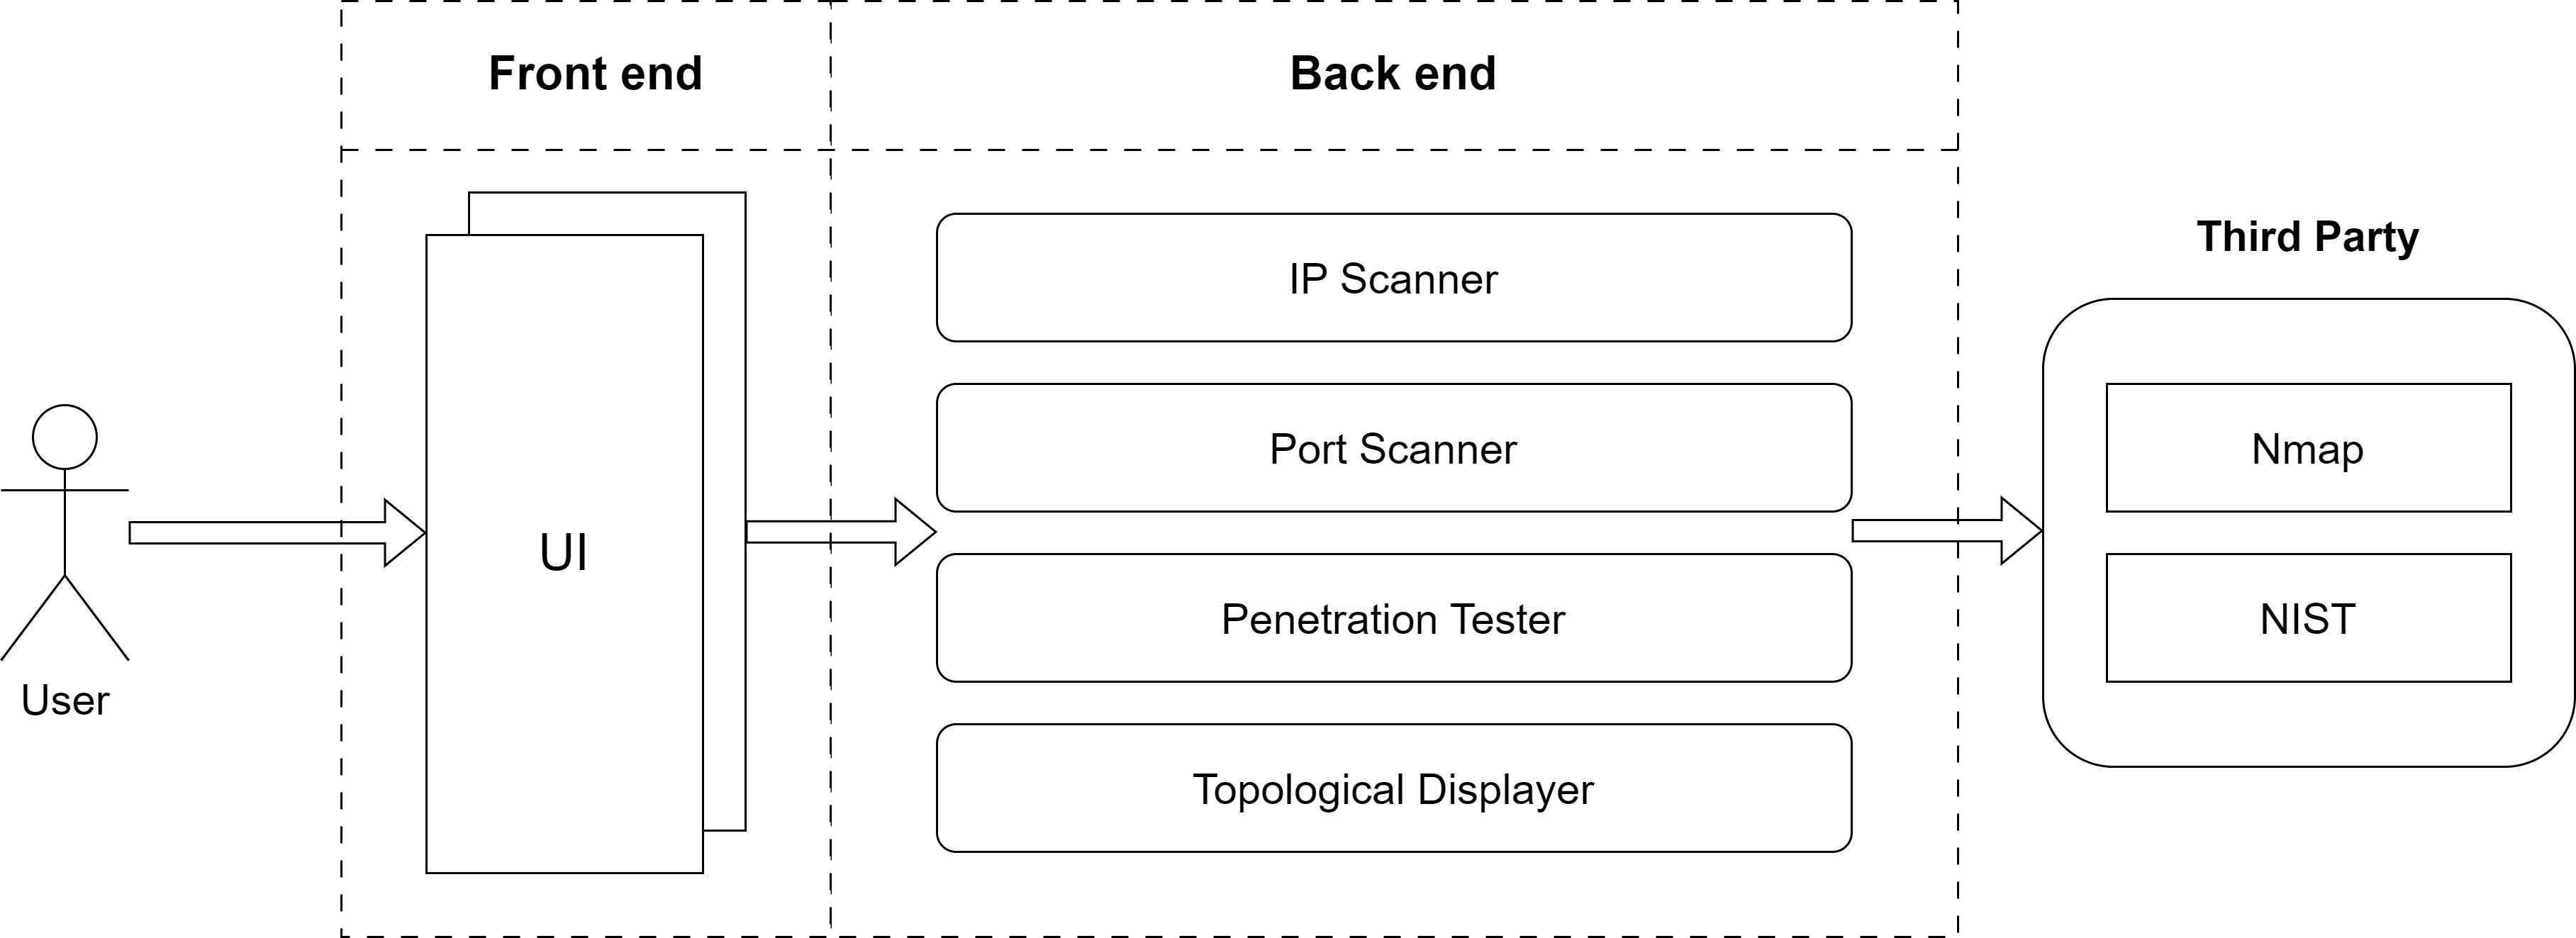 Front end
Back end
Third Party
IP Scanner
Port Scanner
Penetration Tester
Topological Displayer
UI
User
Nmap
NIST